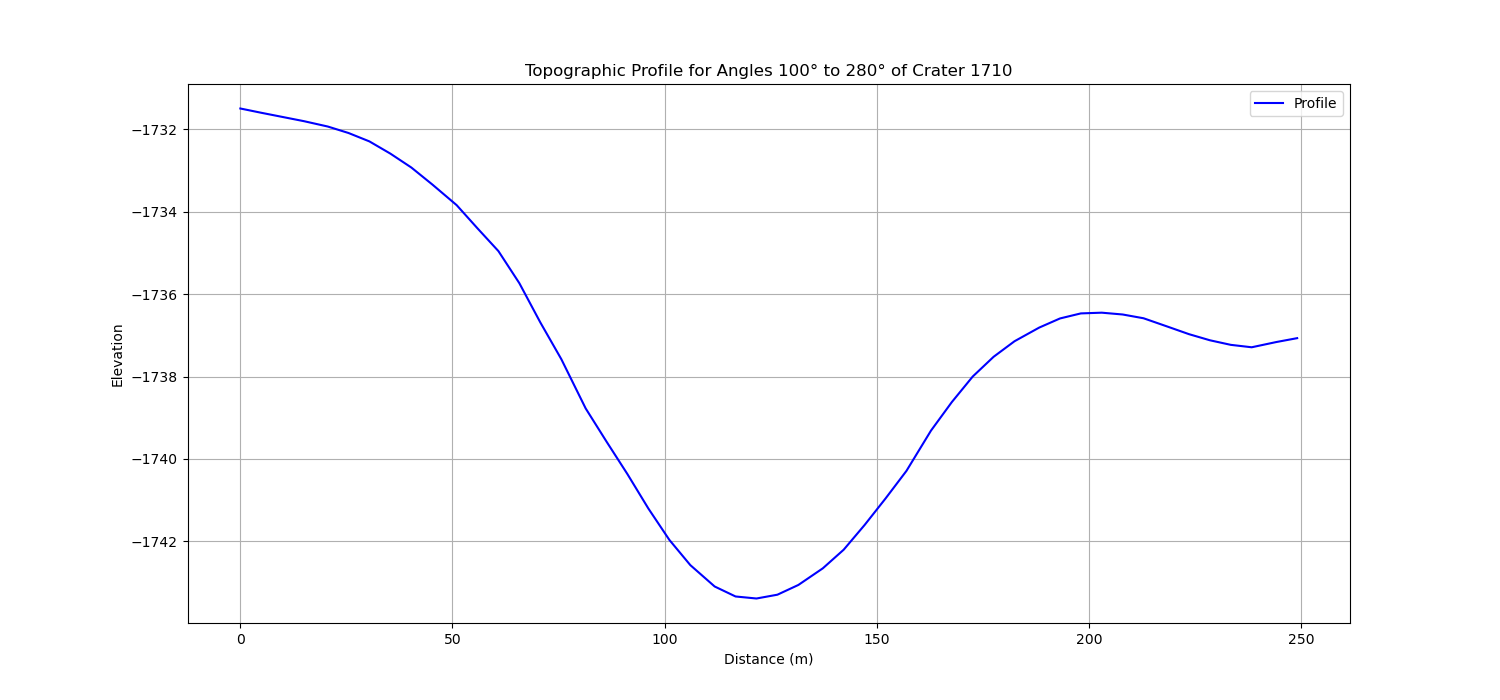 Topographic Profile for Angles 100° to 280° of Crater 1710
Profile
−1732
−1734
−1736
−1738
−1740
−1742
Elevation
0 50 100 150 200 250
Distance (m)